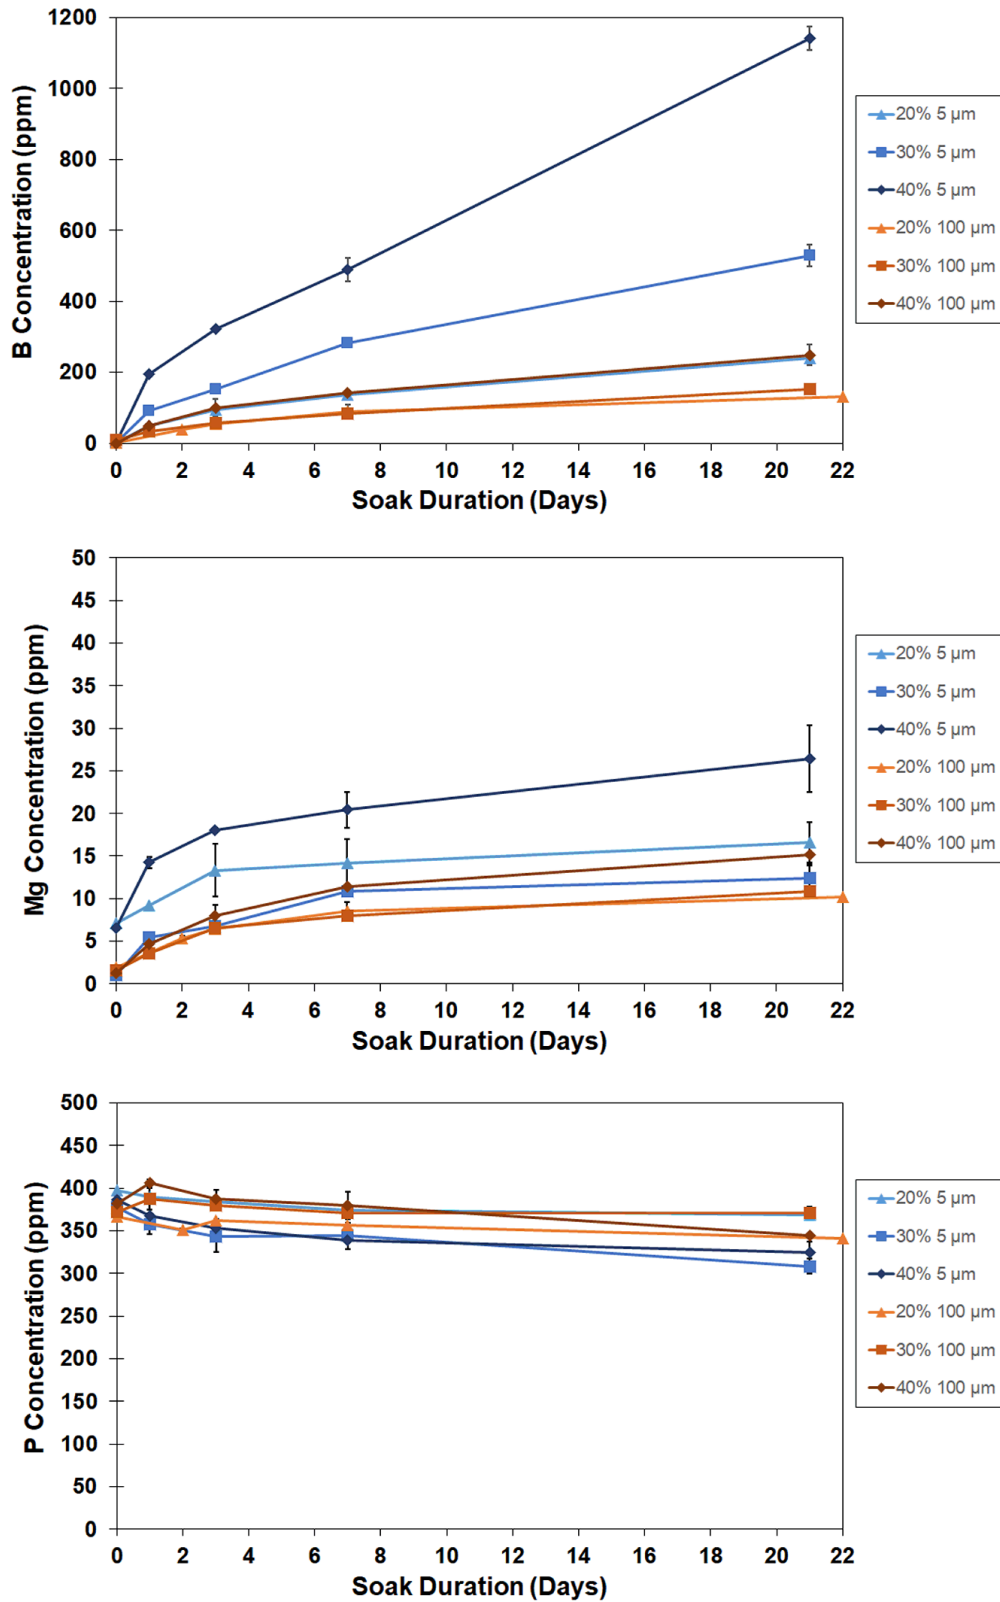 B Concentration (ppm)
1200
1000
800
600
400
200
0
0 2 4 6 8 10 12 14 16 18 20 22
Soak Duration (Days)
20% 5 µm
30% 5 µm
40% 5 µm
20% 100 µm
30% 100 µm
40% 100 µm
Mg Concentration (ppm)
50
45
40
35
30
25
20
15
10
5
0
0 2 4 6 8 10 12 14 16 18 20 22
Soak Duration (Days)
20% 5 µm
30% 5 µm
40% 5 µm
20% 100 µm
30% 100 µm
40% 100 µm
P Concentration (ppm)
500
450
400
350
300
250
200
150
100
50
0
0 2 4 6 8 10 12 14 16 18 20 22
Soak Duration (Days)
20% 5 µm
30% 5 µm
40% 5 µm
20% 100 µm
30% 100 µm
40% 100 µm